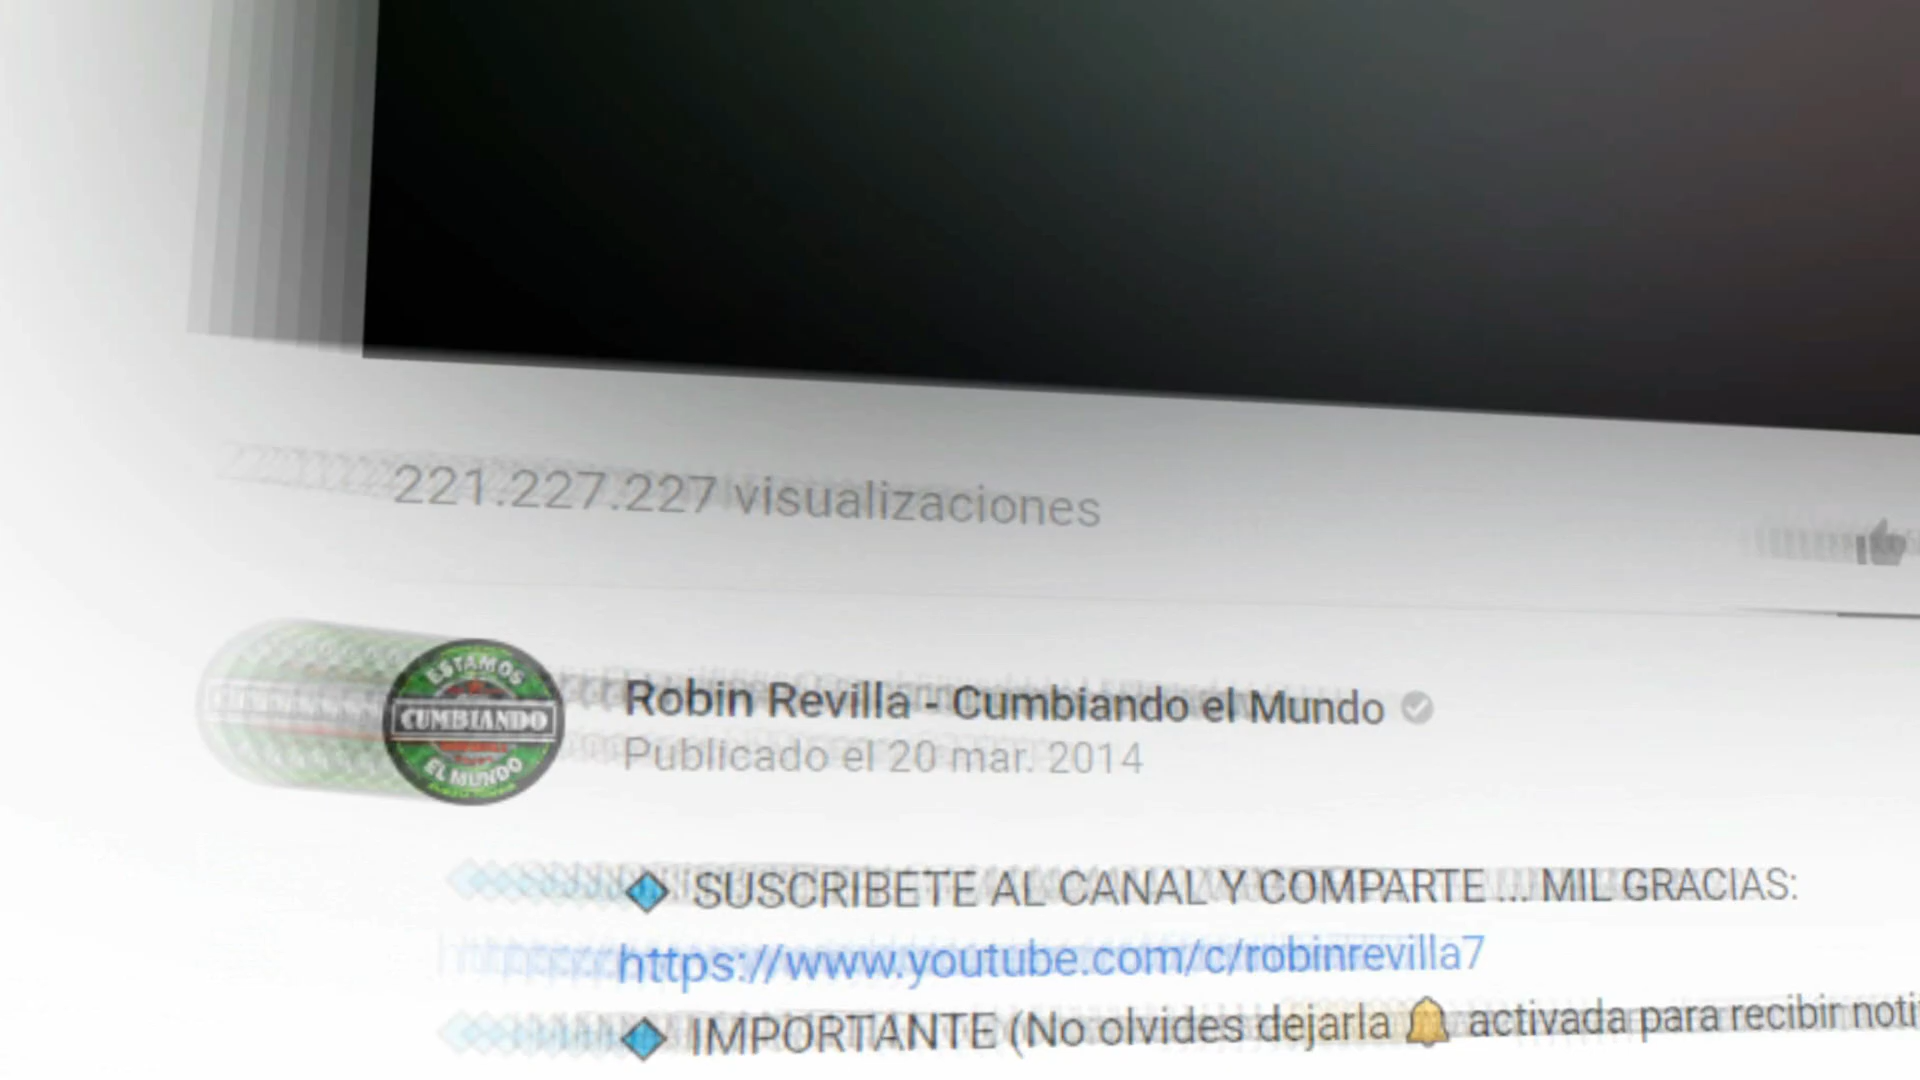 221.227.227 visualizaciones
ESTAMOS
CUMBIANDO
EL MUNDO
Robin Revilla - Cumbiando el Mundo
Publicado el 20 mar. 2014
SUSCRIBETE AL CANAL Y COMPARTE ... MIL GRACIAS:
https://www.youtube.com/c/robinrevilla7
IMPORTANTE (No olvides dejarla 🔔 activada para recibir noti